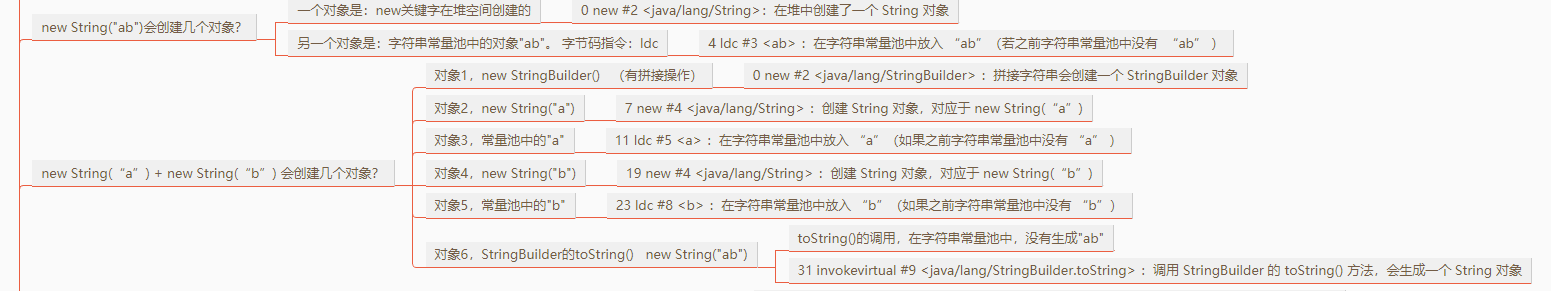 new String("ab")会创建几个对象?
一个对象是：new关键字在堆空间创建的
0 new #2 <java/lang/String>：在堆中创建了一个 String 对象
另一个对象是：字符串常量池中的对象"ab"。 字节码指令：ldc
4 ldc #3 <ab>：在字符串常量池中放入 “ab”（若之前字符串常量池中没有 “ab” ）
new String(“a”) + new String(“b”) 会创建几个对象?
对象1，new StringBuilder() （有拼接操作）
0 new #2 <java/lang/StringBuilder> ：拼接字符串会创建一个 StringBuilder 对象
对象2，new String("a")
7 new #4 <java/lang/String> ：创建 String 对象，对应于 new String(“a”)
对象3，常量池中的"a"
11 ldc #5 <a> ：在字符串常量池中放入 “a”（如果之前字符串常量池中没有 “a” ）
对象4，new String("b")
19 new #4 <java/lang/String> ：创建 String 对象，对应于 new String(“b”)
对象5，常量池中的"b"
23 ldc #8 <b> ：在字符串常量池中放入 “b”（如果之前字符串常量池中没有 “b”）
对象6，StringBuilder的toString() new String("ab")
toString()的调用，在字符串常量池中，没有生成"ab"
31 invokevirtual #9 <java/lang/StringBuilder.toString> ：调用 StringBuilder 的 toString() 方法，会生成一个 String 对象